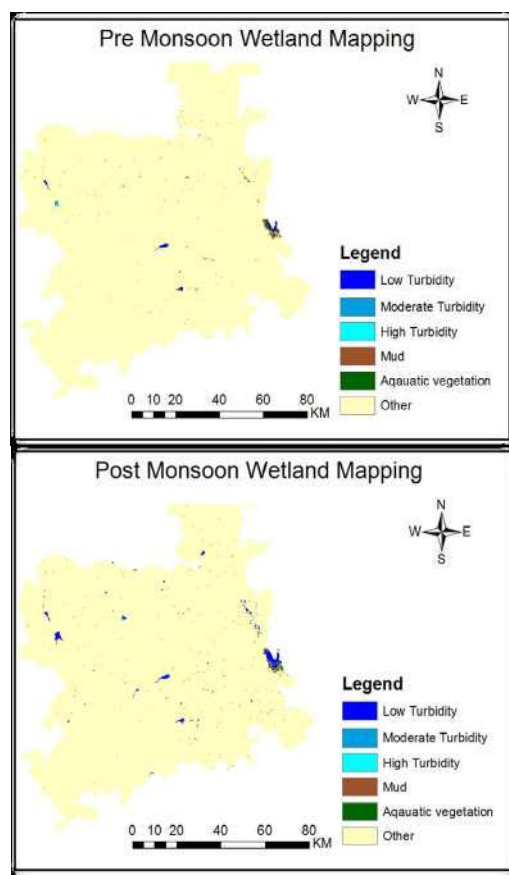 Pre Monsoon Wetland Mapping
N
W E
S
Legend
Low Turbidity
Moderate Turbidity
High Turbidity
Mud
Aqauatic vegetation
Other
0 10 20 40 60 80
KM
Post Monsoon Wetland Mapping
N
W E
S
Legend
Low Turbidity
Moderate Turbidity
High Turbidity
Mud
Aqauatic vegetation
Other
0 10 20 40 60 80
KM